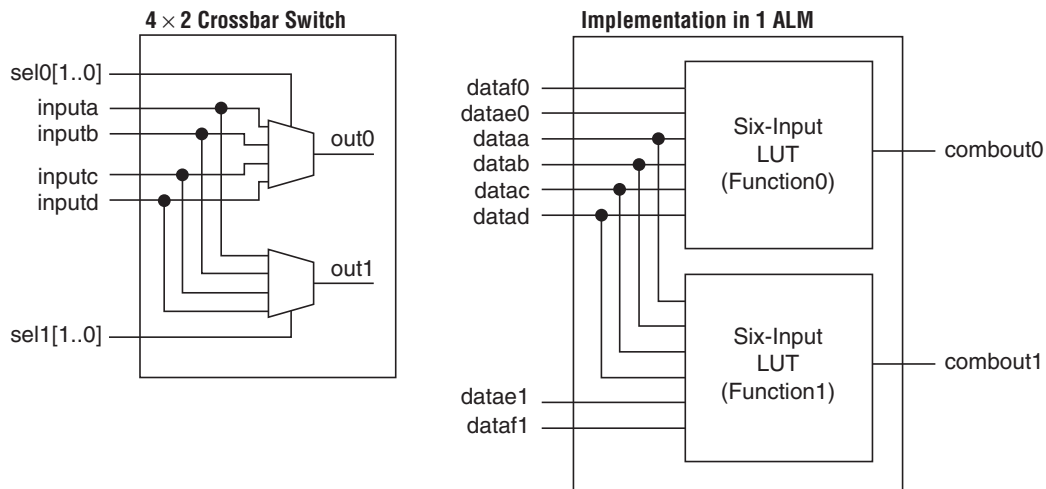 4 × 2 Crossbar Switch
sel0[1..0]
inputa
inputb
inputc
inputd
out0
out1
sel1[1..0]
Implementation in 1 ALM
dataf0
datae0
dataa
datab
datac
datad
Six-Input
LUT
(Function0)
combout0
Six-Input
LUT
(Function1)
combout1
datae1
dataf1